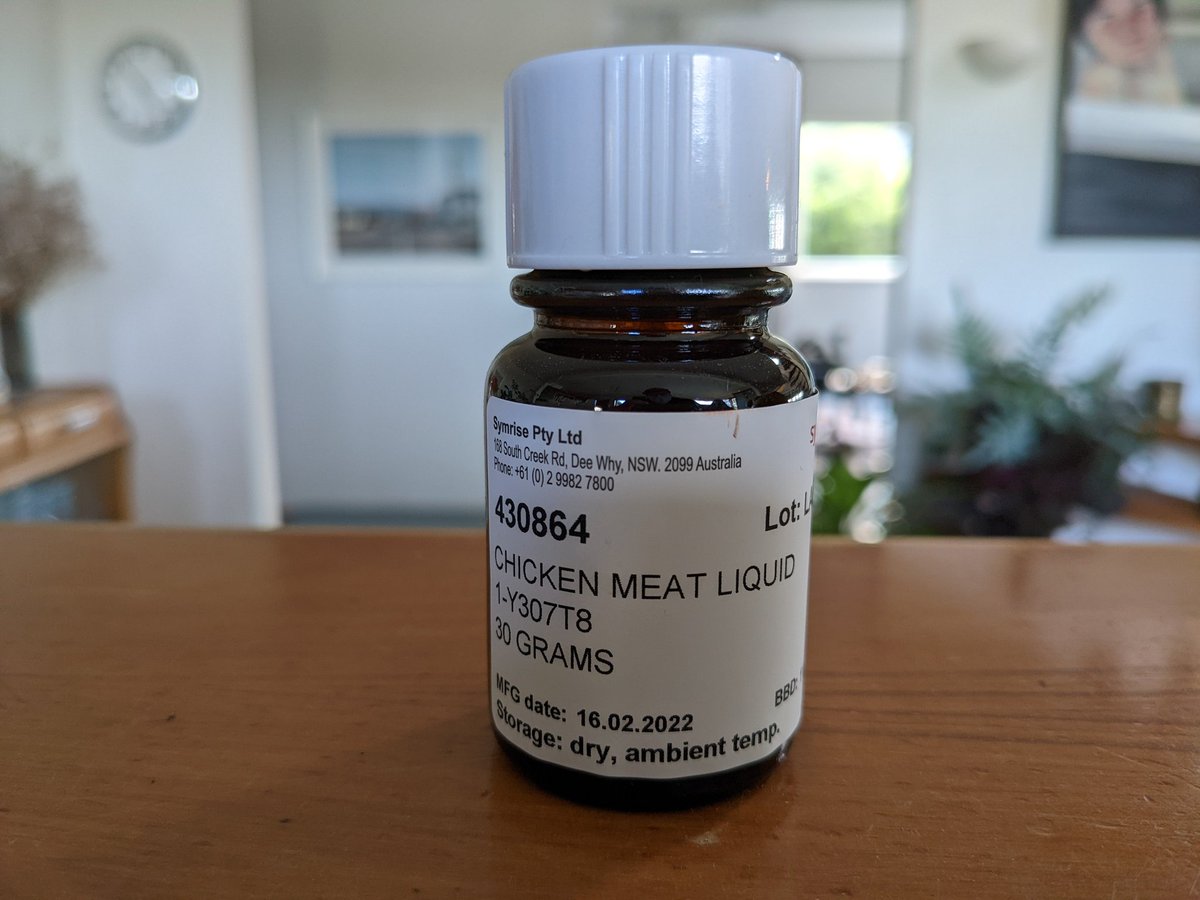 Symrise Pty Ltd
168 South Creek Rd, Dee Why, NSW. 2099 Australia
Phone: +61 (0) 2 9982 7800
430864 Lot:
CHICKEN MEAT LIQUID
1-Y307T8
30 GRAMS
MFG date: 16.02.2022 BBD:
Storage: dry, ambient temp.